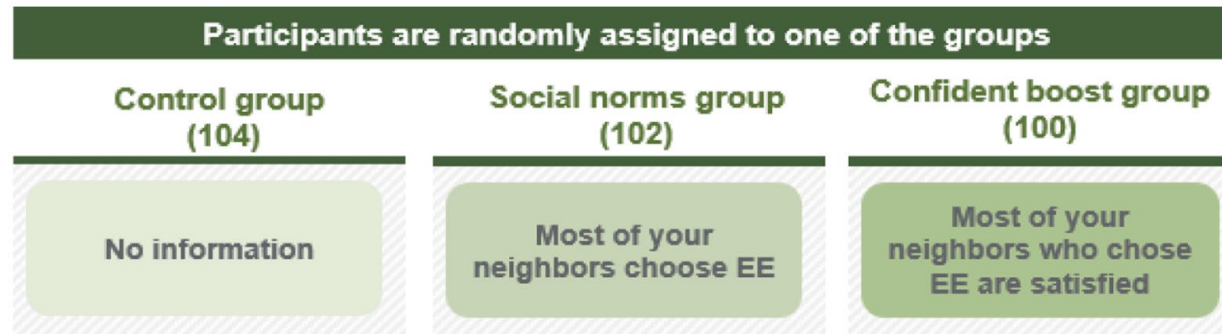 Participants are randomly assigned to one of the groups
Control group
(104)
Social norms group
(102)
Confident boost group
(100)
No information
Most of your
neighbors choose EE
Most of your
neighbors who chose
EE are satisfied